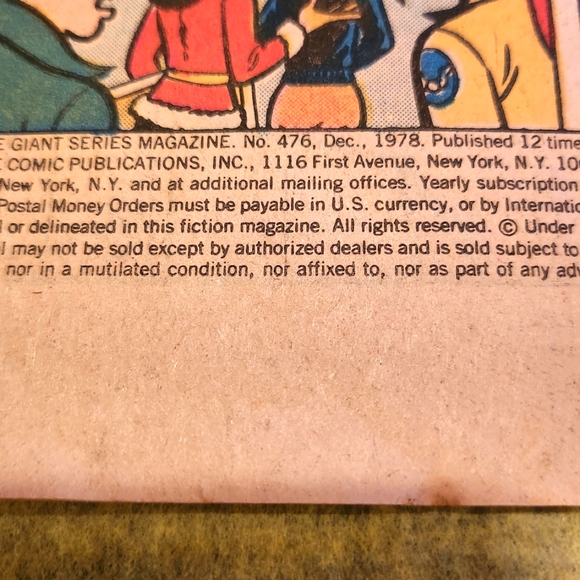 E GIANT SERIES MAGAZINE. No. 476, Dec., 1978. Published 12 time
E COMIC PUBLICATIONS, INC., 1116 First Avenue, New York, N.Y. 10
New York, N.Y. and at additional mailing offices. Yearly subscription
Postal Money Orders must be payable in U.S. currency, or by Internatio
l or delineated in this fiction magazine. All rights reserved. © Under
l may not be sold except by authorized dealers and is sold subject to
nor in a mutilated condition, nor affixed to, nor as part of any adv